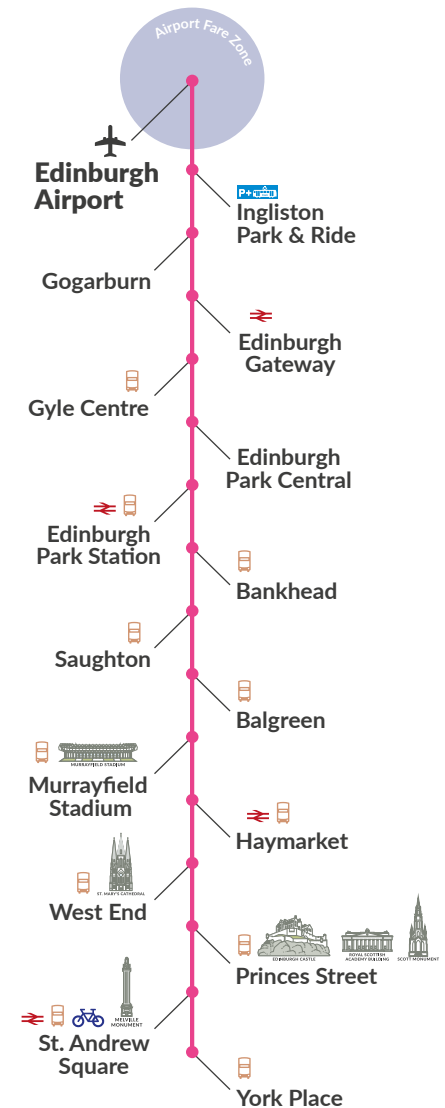 Airport Fare Zone
Edinburgh
Airport
P+
Ingliston
Park & Ride
Gogarburn
Edinburgh
Gateway
Gyle Centre
Edinburgh
Park Central
Edinburgh
Park Station
Bankhead
Saughton
Balgreen
MURRAYFIELD STADIUM
Murrayfield
Stadium
Haymarket
ST. MARY'S CATHEDRAL
West End
EDINBURGH CASTLE
ROYAL SCOTTISH
ACADEMY BUILDING
SCOTT MONUMENT
Princes Street
MELVILLE
MONUMENT
St. Andrew
Square
York Place